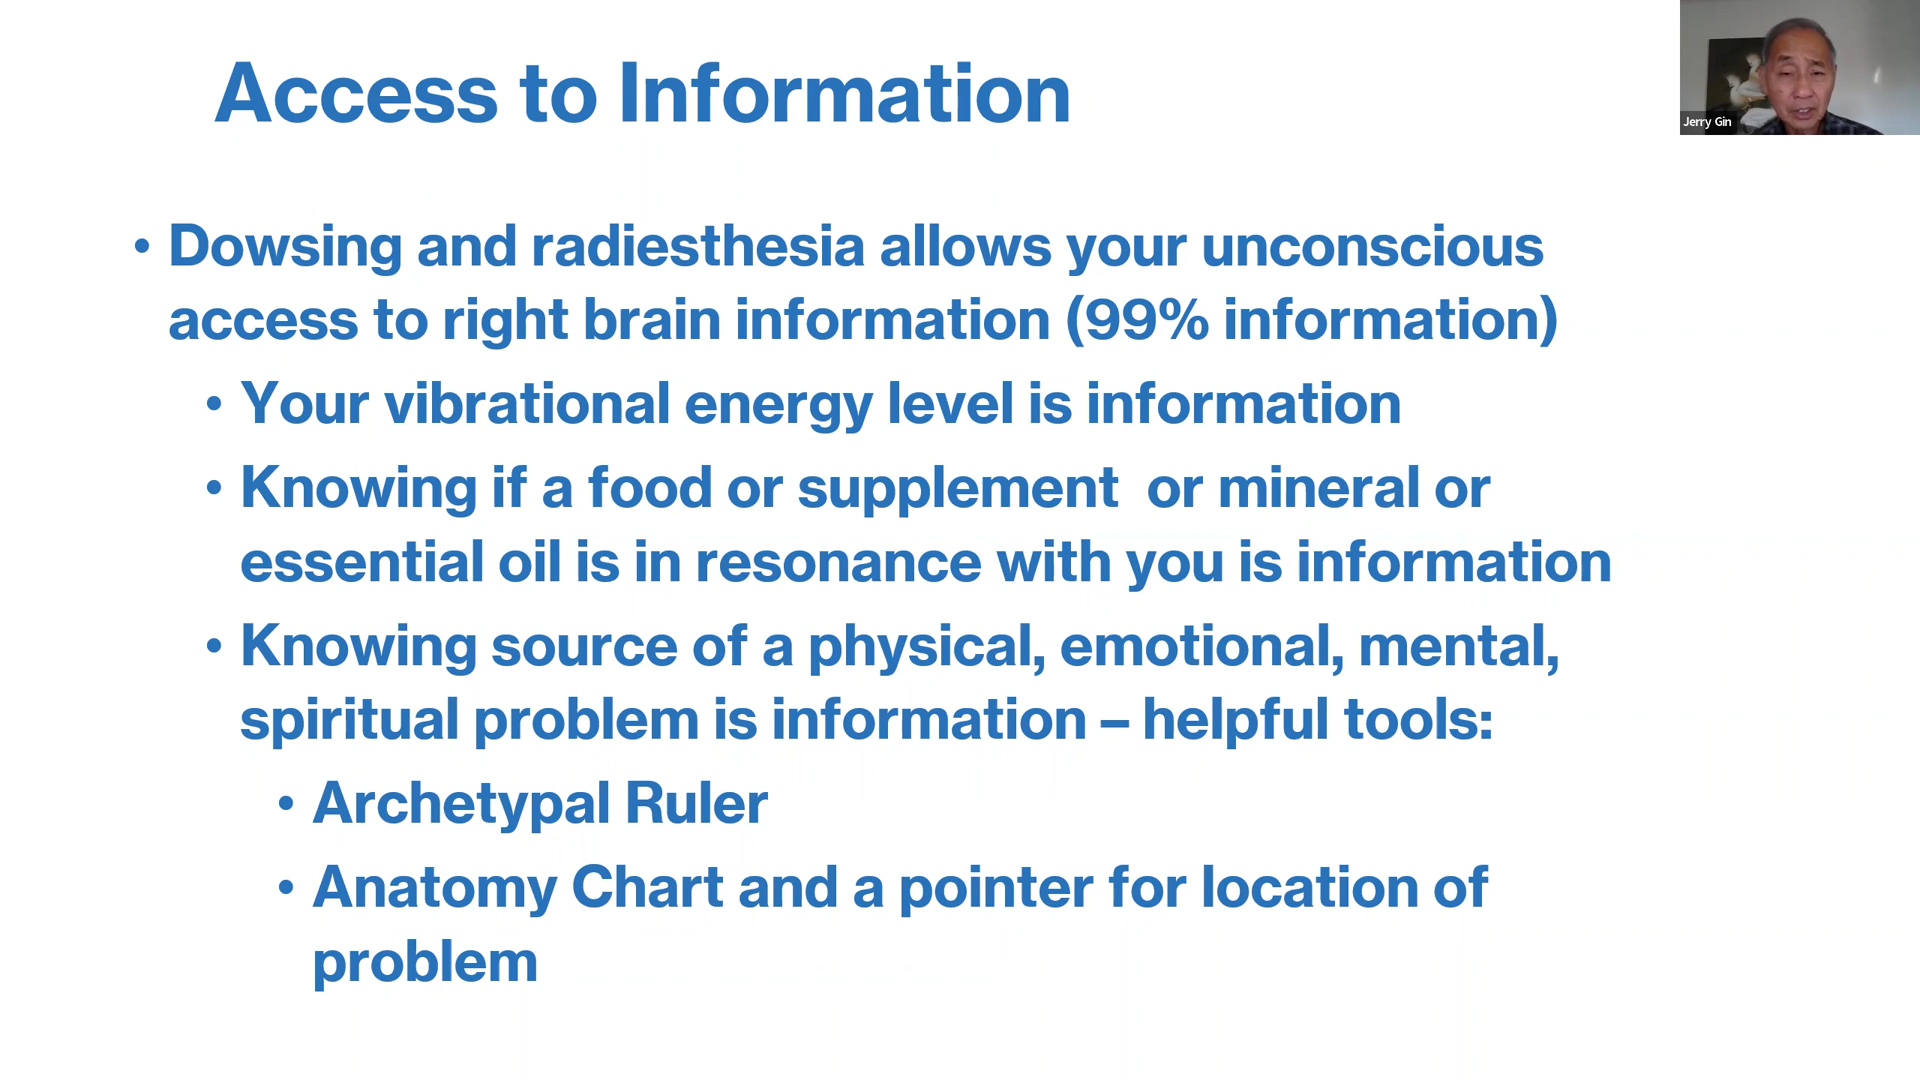 Access to Information
Jerry Gin
• Dowsing and radiesthesia allows your unconscious
access to right brain information (99% information)
• Your vibrational energy level is information
• Knowing if a food or supplement  or mineral or
essential oil is in resonance with you is information
• Knowing source of a physical, emotional, mental,
spiritual problem is information – helpful tools:
• Archetypal Ruler
• Anatomy Chart and a pointer for location of
problem